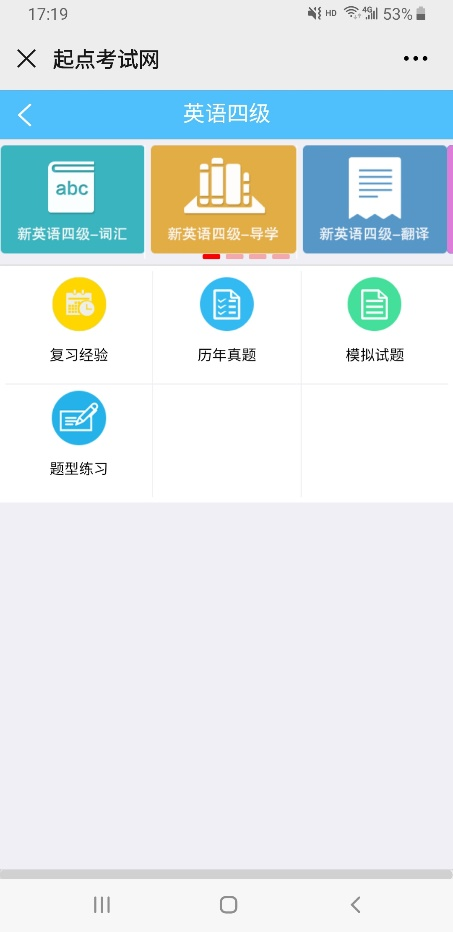 17:19
HD 4G 53%
起点考试网
英语四级
abc
新英语四级-词汇
新英语四级-导学
新英语四级-翻译
复习经验
历年真题
模拟试题
题型练习